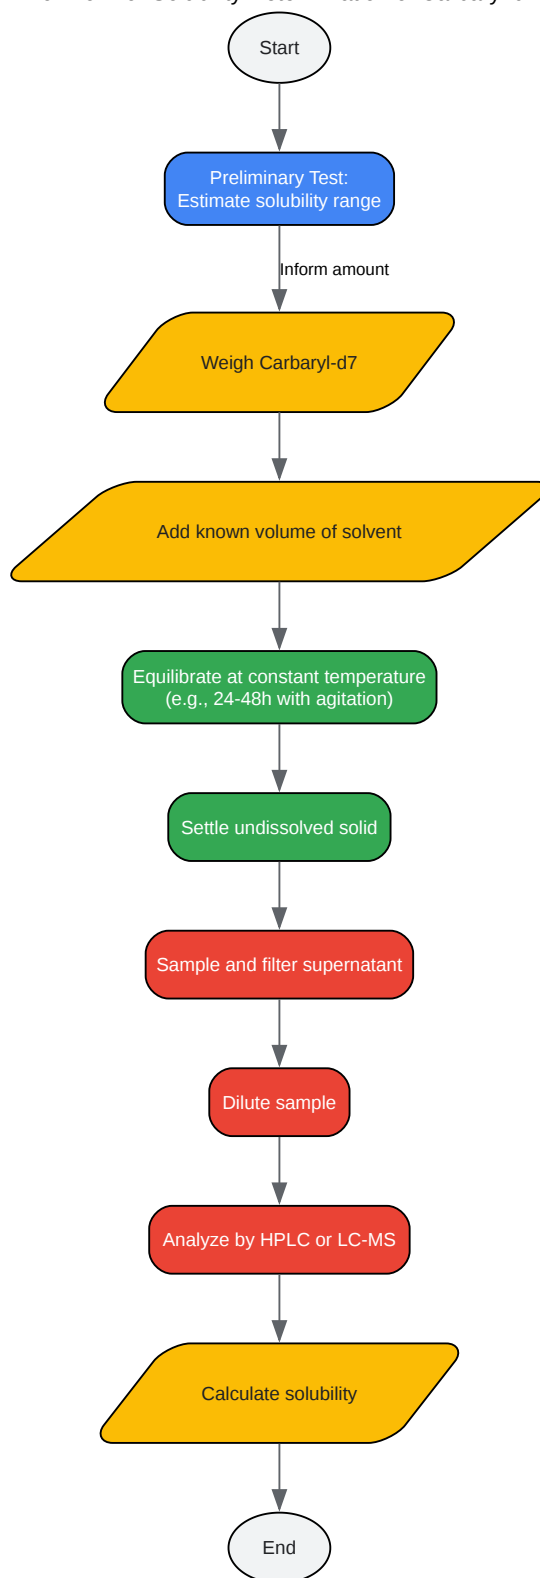 Start
Preliminary Test:
Estimate solubility range
Inform amount
Weigh Carbaryl-d7
Add known volume of solvent
Equilibrate at constant temperature
(e.g., 24-48h with agitation)
Settle undissolved solid
Sample and filter supernatant
Dilute sample
Analyze by HPLC or LC-MS
Calculate solubility
End